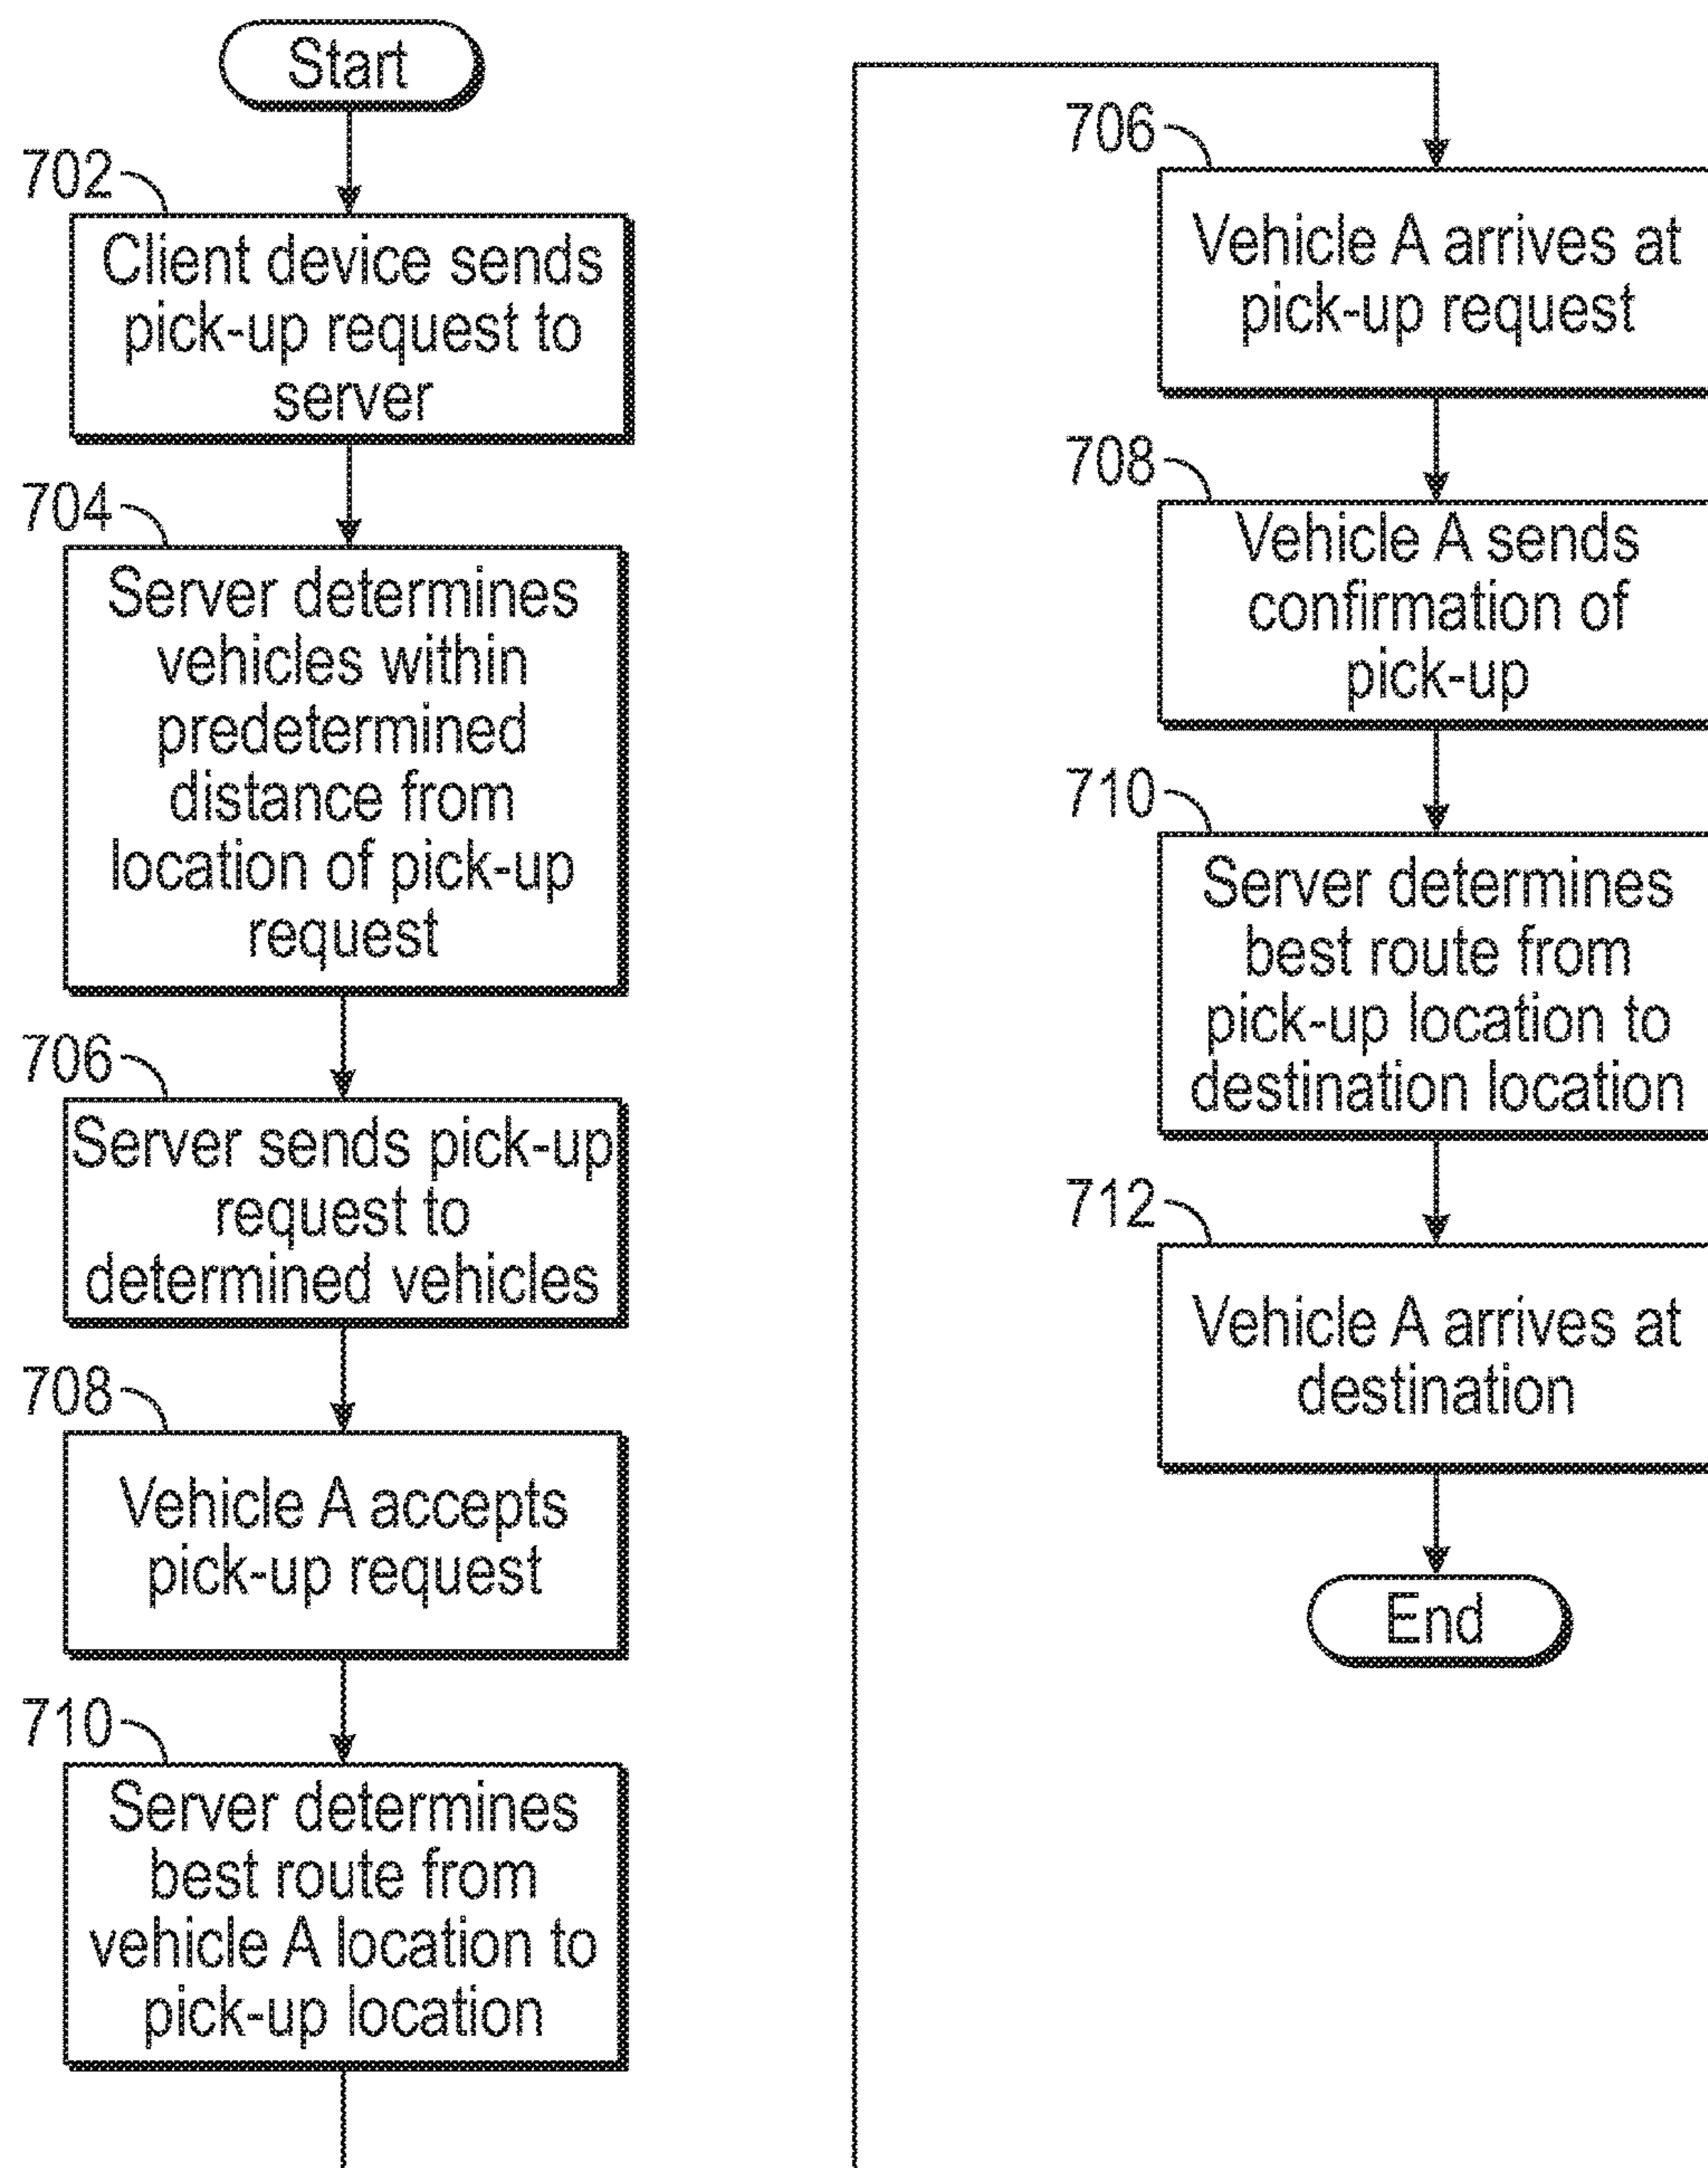 Start
702
Client device sends
pick-up request to
server
704
Server determines
vehicles within
predetermined
distance from
location of pick-up
request
706
Server sends pick-up
request to
determined vehicles
708
Vehicle A accepts
pick-up request
710
Server determines
best route from
vehicle A location to
pick-up location
706
Vehicle A arrives at
pick-up request
708
Vehicle A sends
confirmation of
pick-up
710
Server determines
best route from
pick-up location to
destination location
712
Vehicle A arrives at
destination
End